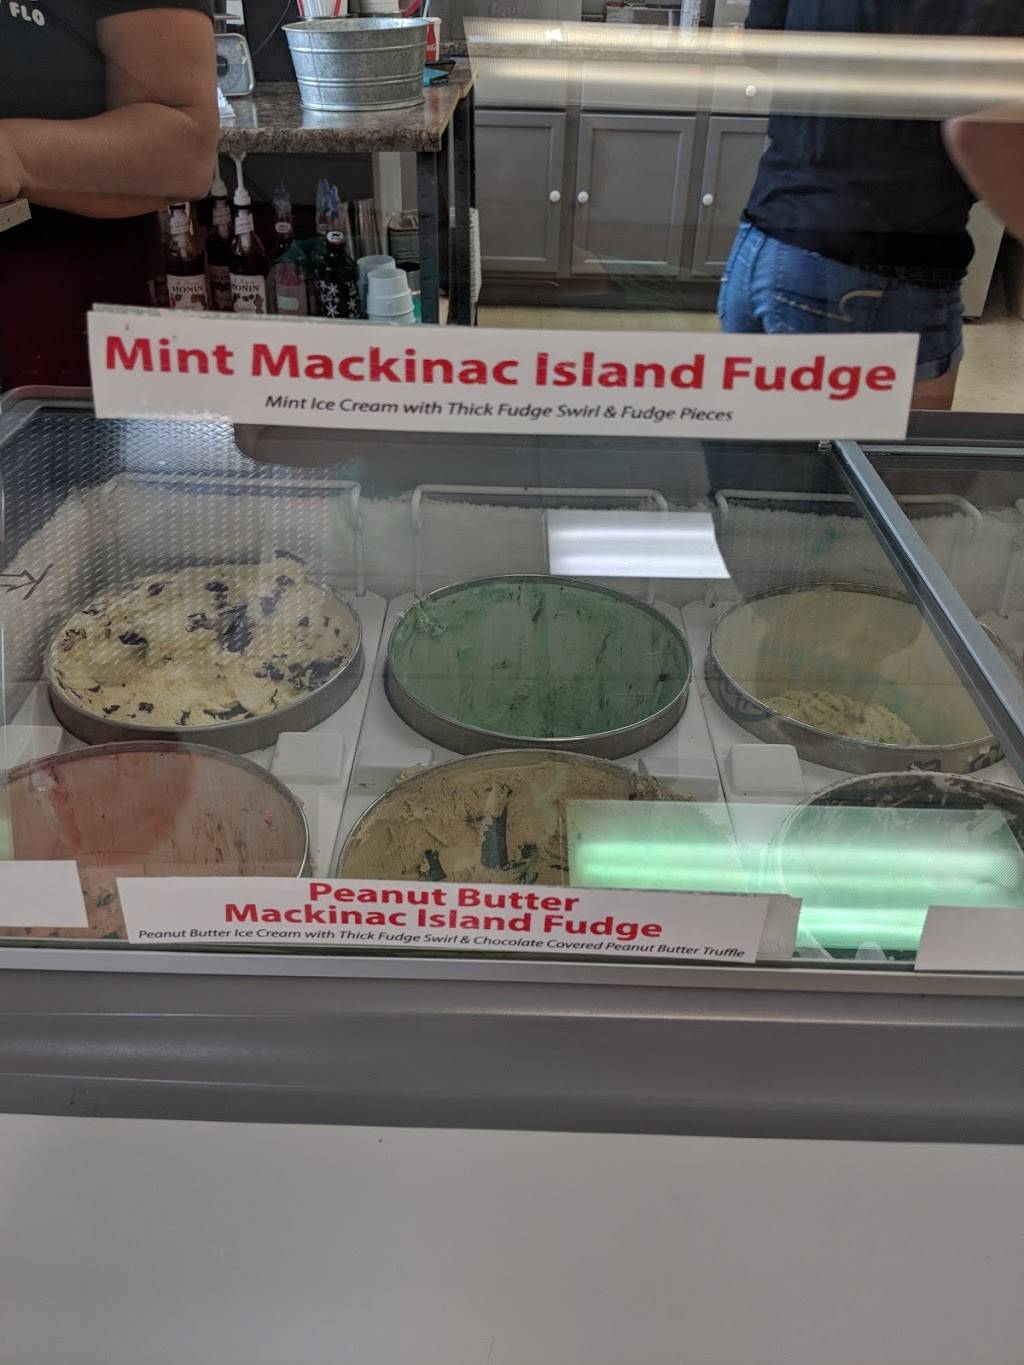 FLO
MONIN
MONIN
Mint Mackinac Island Fudge
Mint Ice Cream with Thick Fudge Swirl & Fudge Pieces
Peanut Butter
Mackinac Island Fudge
Peanut Butter Ice Cream with Thick Fudge Swirl & Chocolate Covered Peanut Butter Truffle